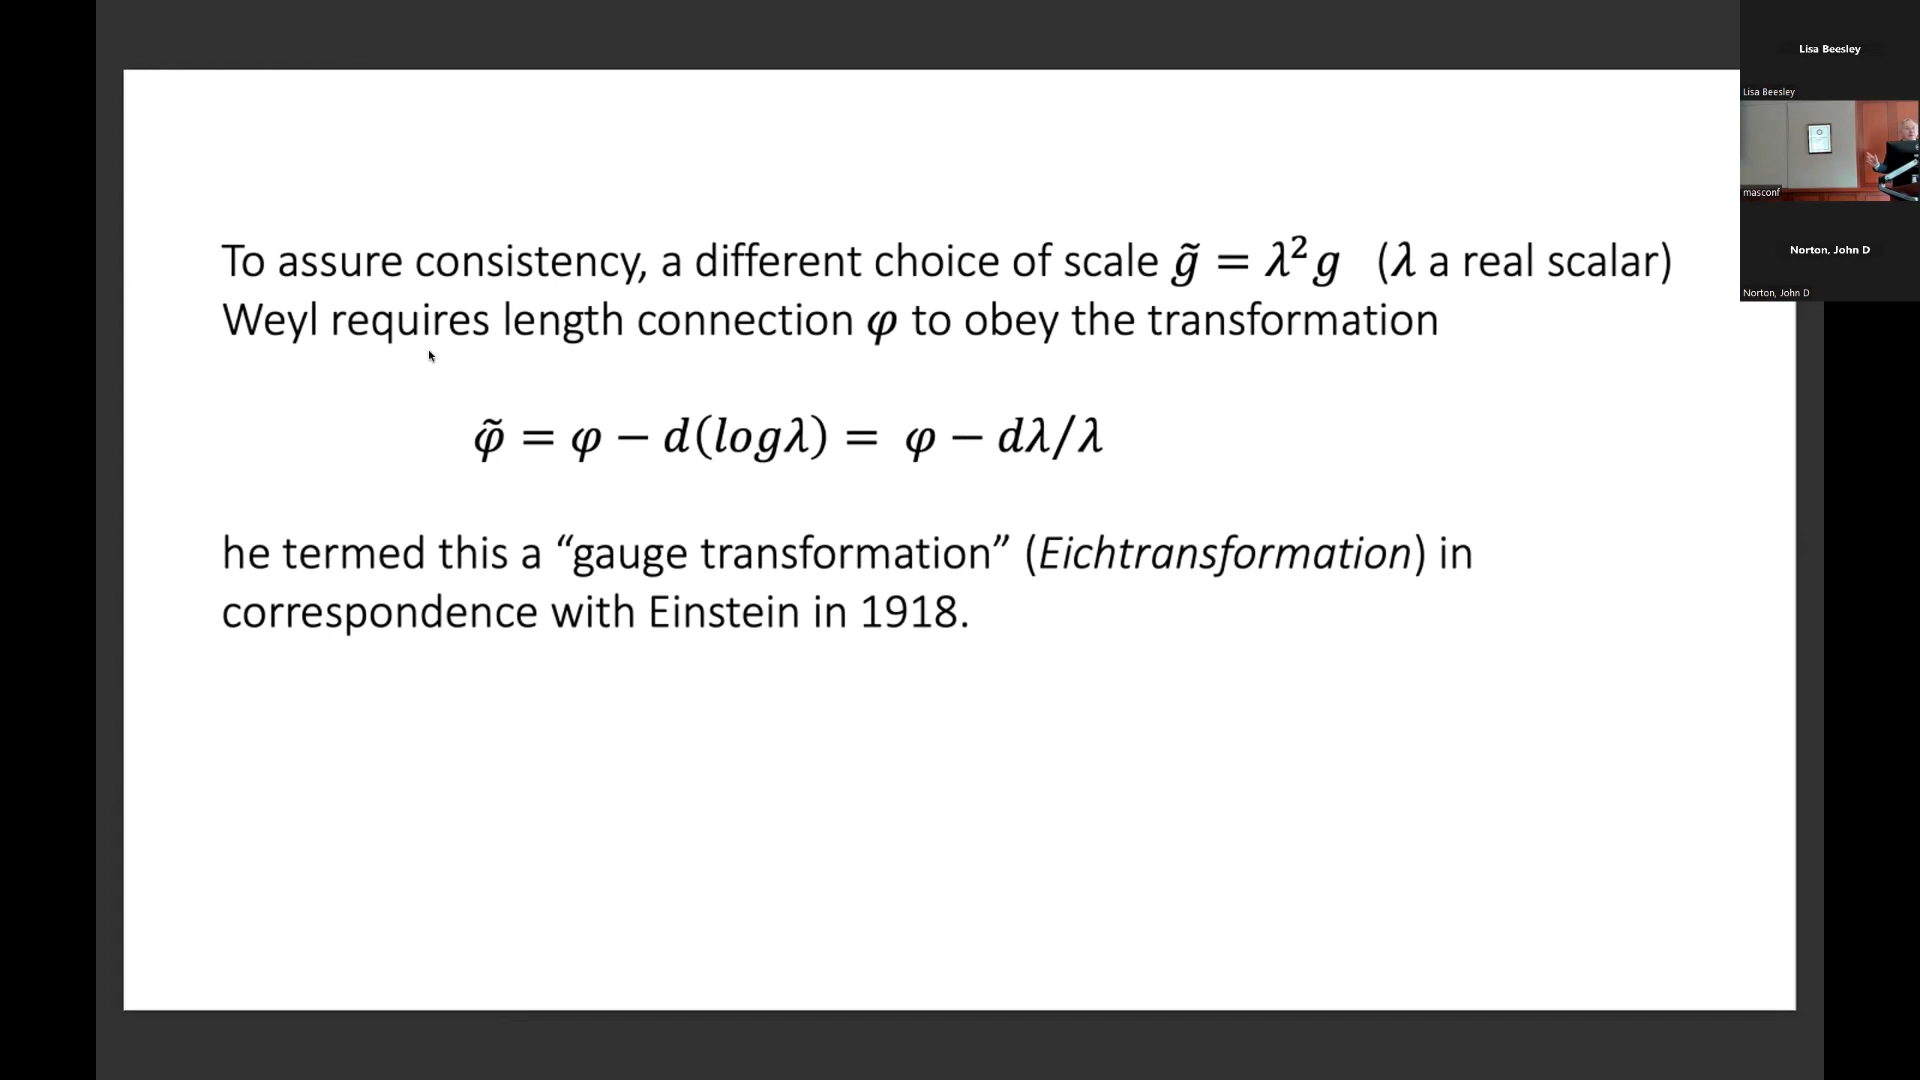 To assure consistency, a different choice of scale g̃ = λ²g (λ a real scalar)
Weyl requires length connection φ to obey the transformation
φ̃ = φ − d(logλ) = φ − dλ/λ
he termed this a “gauge transformation” (Eichtransformation) in
correspondence with Einstein in 1918.
Lisa Beesley
Lisa Beesley
masconf
Norton, John D
Norton, John D